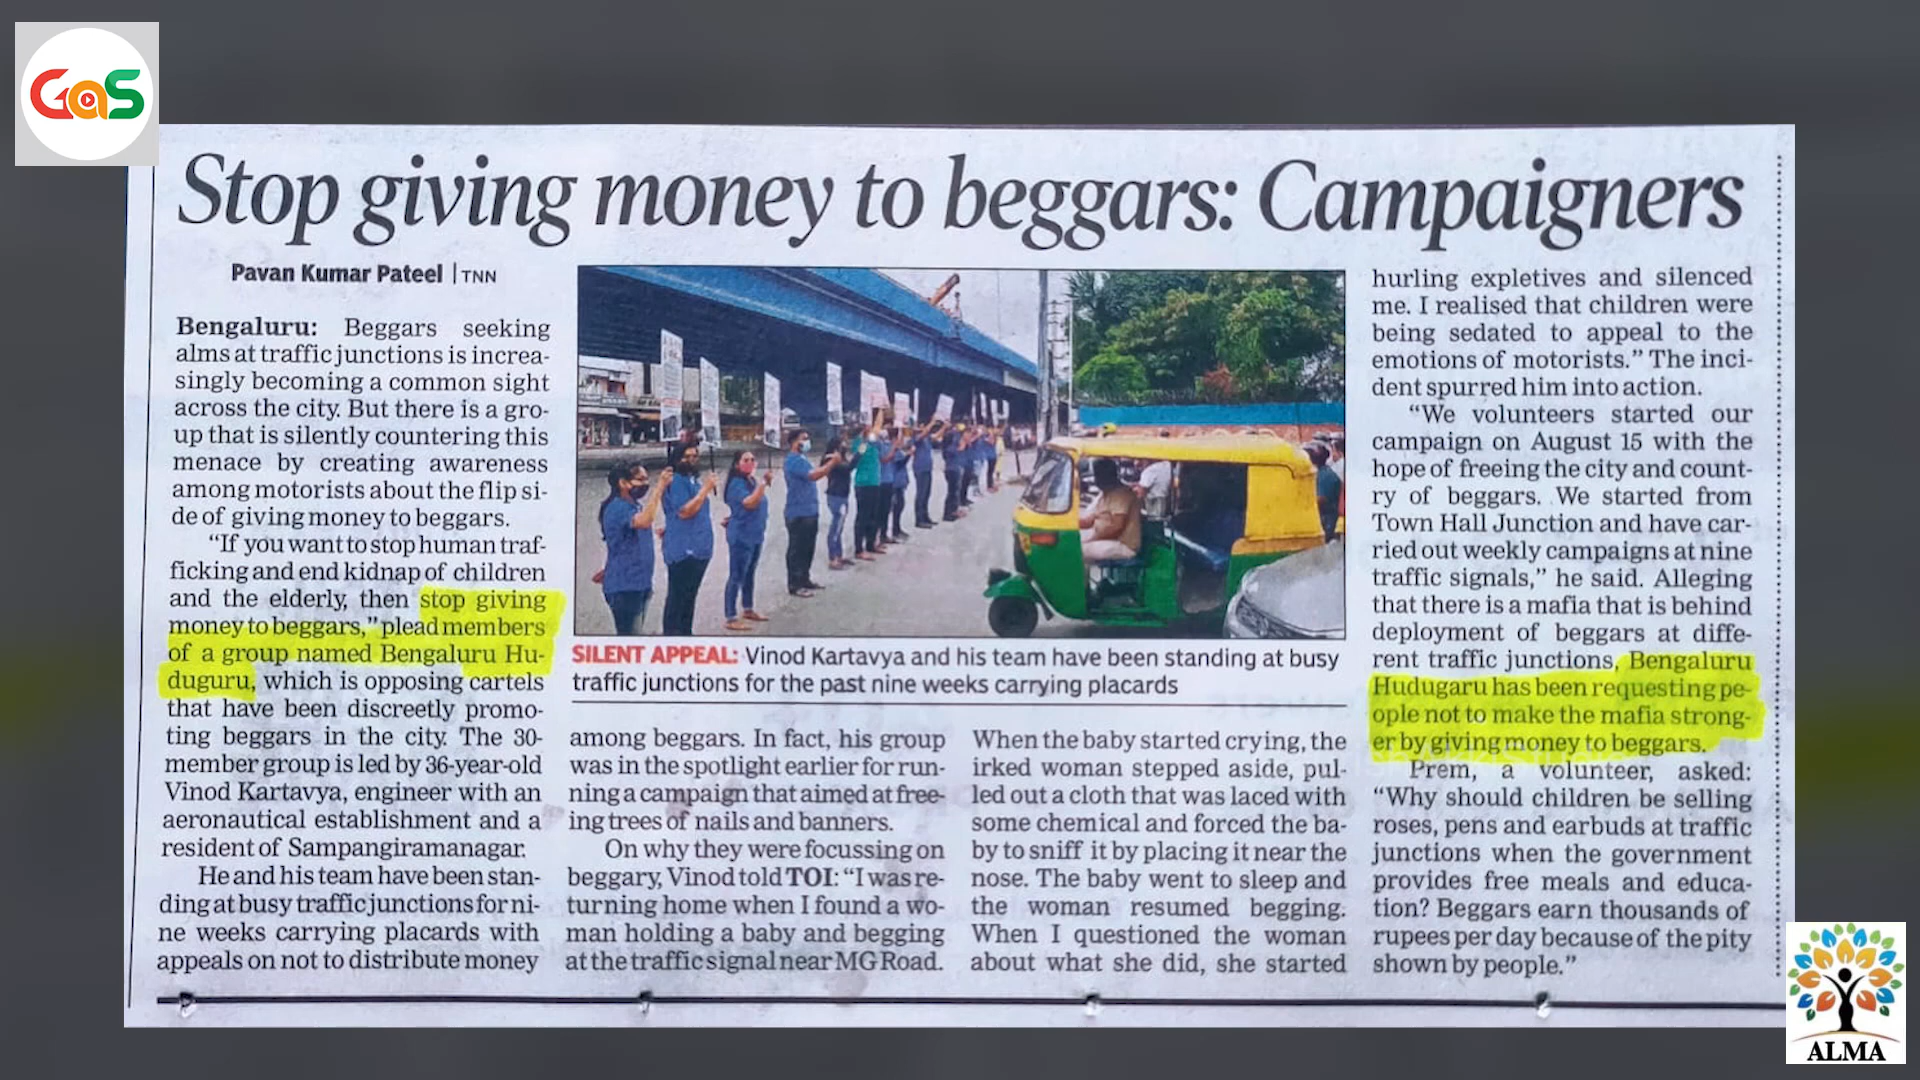 GaS
Stop giving money to beggars: Campaigners
Pavan Kumar Pateel | TNN
Bengaluru: Beggars seeking
alms at traffic junctions is increa-
singly becoming a common sight
across the city. But there is a gro-
up that is silently countering this
menace by creating awareness
among motorists about the flip si-
de of giving money to beggars.
“If you want to stop human traf-
ficking and end kidnap of children
and the elderly, then stop giving
money to beggars,” plead members
of a group named Bengaluru Hu-
duguru, which is opposing cartels
that have been discreetly promo-
ting beggars in the city. The 30-
member group is led by 36-year-old
Vinod Kartavya, engineer with an
aeronautical establishment and a
resident of Sampangiramanagar.
He and his team have been stan-
ding at busy traffic junctions for ni-
ne weeks carrying placards with
appeals on not to distribute money
SILENT APPEAL: Vinod Kartavya and his team have been standing at busy
traffic junctions for the past nine weeks carrying placards
among beggars. In fact, his group
was in the spotlight earlier for run-
ning a campaign that aimed at free-
ing trees of nails and banners.
On why they were focussing on
beggary, Vinod told TOI: “I was re-
turning home when I found a wo-
man holding a baby and begging
at the traffic signal near MG Road.
When the baby started crying, the
irked woman stepped aside, pul-
led out a cloth that was laced with
some chemical and forced the ba-
by to sniff it by placing it near the
nose. The baby went to sleep and
the woman resumed begging.
When I questioned the woman
about what she did, she started
hurling expletives and silenced
me. I realised that children were
being sedated to appeal to the
emotions of motorists.” The inci-
dent spurred him into action.
“We volunteers started our
campaign on August 15 with the
hope of freeing the city and count-
ry of beggars. We started from
Town Hall Junction and have car-
ried out weekly campaigns at nine
traffic signals,” he said. Alleging
that there is a mafia that is behind
deployment of beggars at diffe-
rent traffic junctions, Bengaluru
Hudugaru has been requesting pe-
ople not to make the mafia strong-
er by giving money to beggars.
Prem, a volunteer, asked:
“Why should children be selling
roses, pens and earbuds at traffic
junctions when the government
provides free meals and educa-
tion? Beggars earn thousands of
rupees per day because of the pity
shown by people.”
ALMA